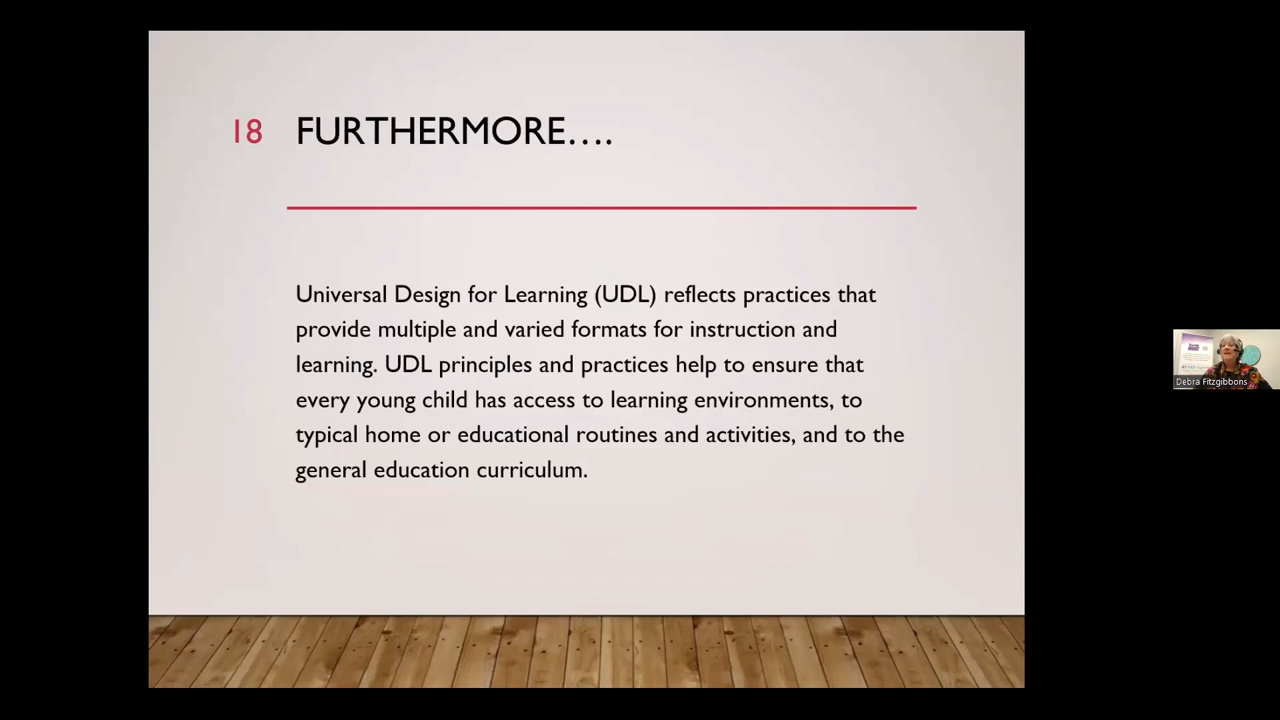 18 FURTHERMORE….
Universal Design for Learning (UDL) reflects practices that
provide multiple and varied formats for instruction and
learning. UDL principles and practices help to ensure that
every young child has access to learning environments, to
typical home or educational routines and activities, and to the
general education curriculum.
Debra Fitzgibbons